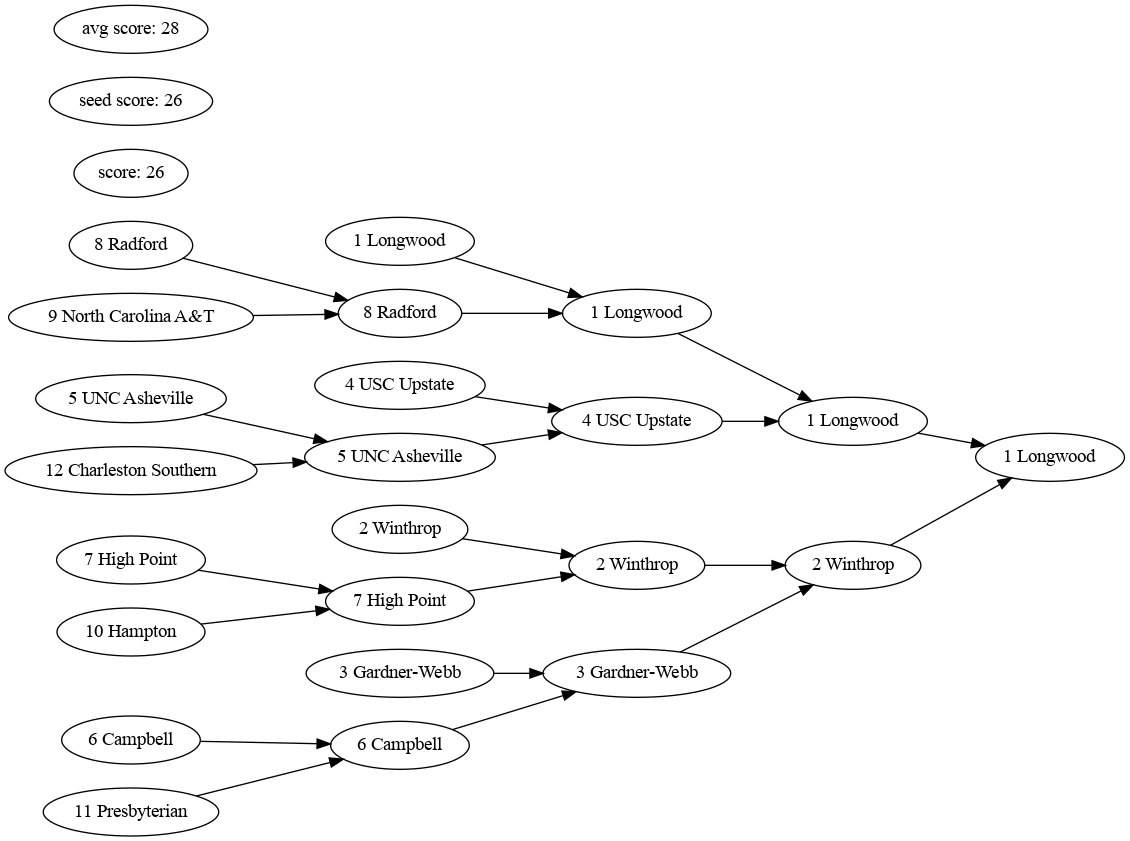 avg score: 28
seed score: 26
score: 26
8 Radford
9 North Carolina A&T
1 Longwood
8 Radford
1 Longwood
5 UNC Asheville
12 Charleston Southern
4 USC Upstate
5 UNC Asheville
4 USC Upstate
1 Longwood
1 Longwood
7 High Point
10 Hampton
2 Winthrop
7 High Point
2 Winthrop
2 Winthrop
3 Gardner-Webb
3 Gardner-Webb
6 Campbell
11 Presbyterian
6 Campbell